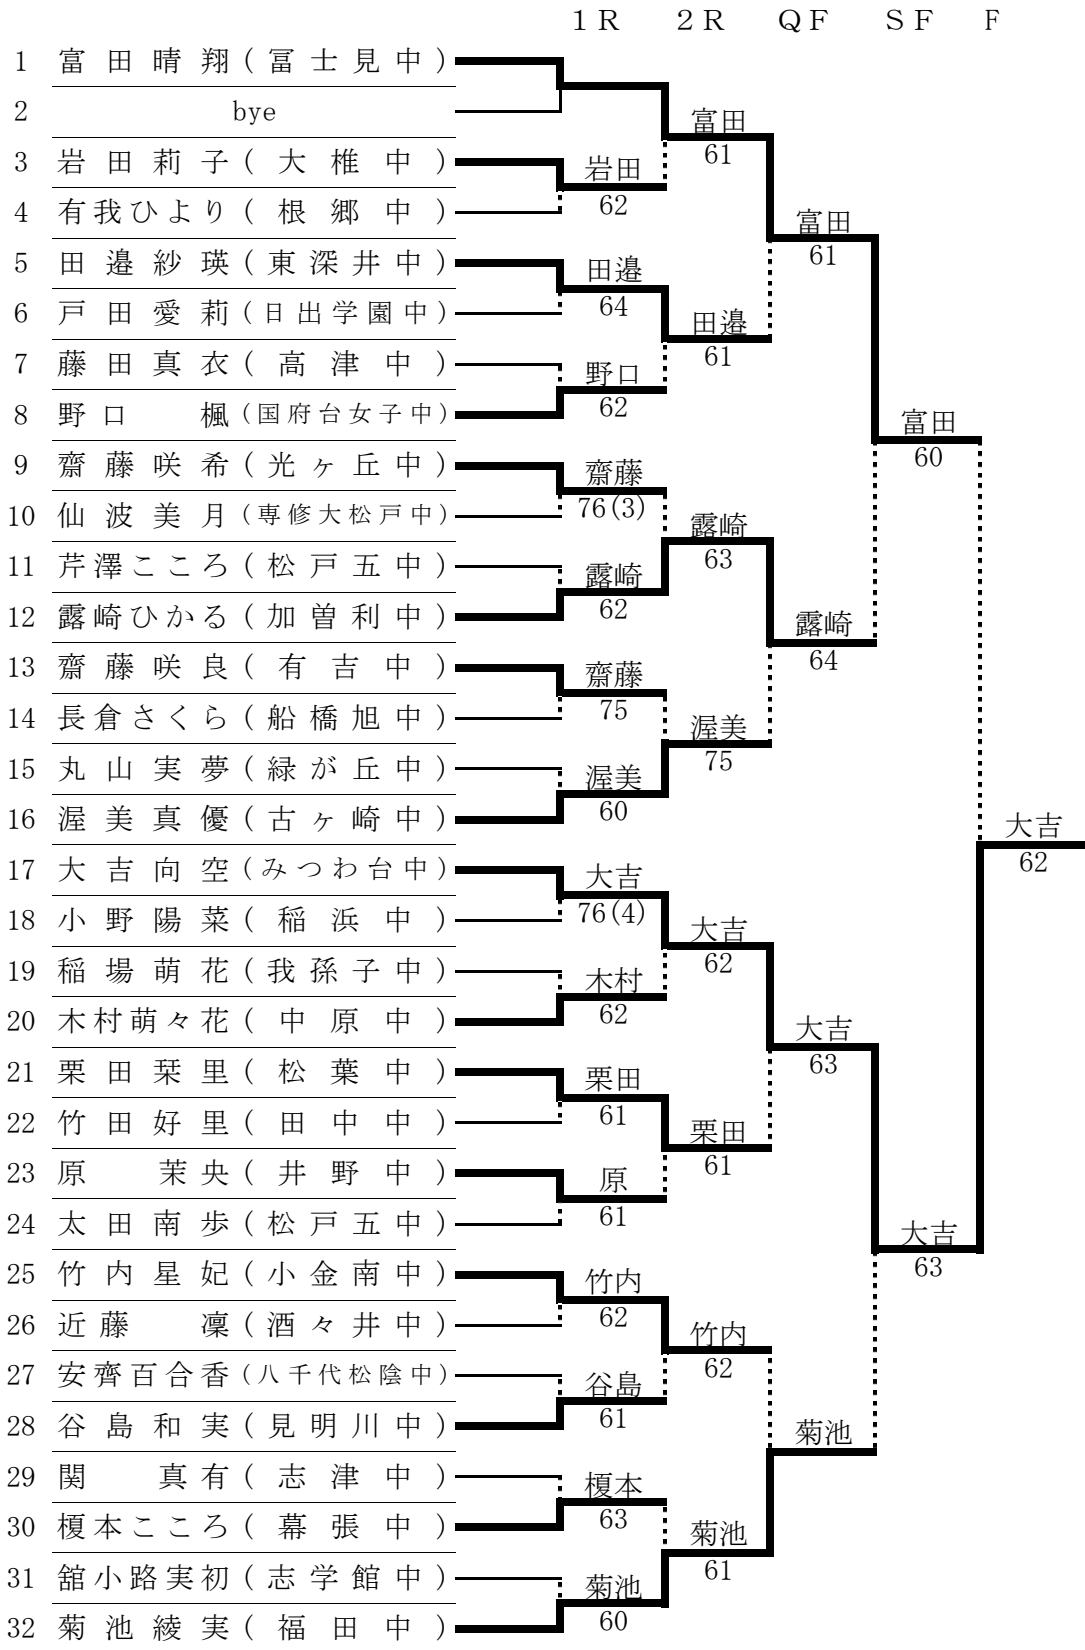 1R 2R QF SF F
1 富田晴翔(冨士見中)
2 bye
富田
3 岩田莉子(大椎中)
61
岩田
4 有我ひより(根郷中)
62
富田
5 田邉紗瑛(東深井中)
61
田邉
6 戸田愛莉(日出学園中)
64
田邉
7 藤田真衣(高津中)
61
野口
8 野口楓(国府台女子中)
62
富田
9 齋藤咲希(光ヶ丘中)
60
齋藤
10 仙波美月(専修大松戸中)
76(3)
露崎
11 芹澤こころ(松戸五中)
63
露崎
12 露崎ひかる(加曽利中)
62
露崎
13 齋藤咲良(有吉中)
64
齋藤
14 長倉さくら(船橋旭中)
75
渥美
15 丸山実夢(緑が丘中)
75
渥美
16 渥美真優(古ヶ崎中)
60
大吉
17 大吉向空(みつわ台中)
62
大吉
18 小野陽菜(稲浜中)
76(4)
大吉
19 稲場萌花(我孫子中)
62
木村
20 木村萌々花(中原中)
62
大吉
21 栗田栞里(松葉中)
63
栗田
22 竹田好里(田中中)
61
栗田
23 原茉央(井野中)
61
原
24 太田南歩(松戸五中)
61
大吉
25 竹内星妃(小金南中)
63
竹内
26 近藤凜(酒々井中)
62
竹内
27 安齊百合香(八千代松陰中)
62
谷島
28 谷島和実(見明川中)
61
菊池
29 関真有(志津中)
榎本
30 榎本こころ(幕張中)
63
菊池
31 舘小路実初(志学館中)
61
菊池
32 菊池綾実(福田中)
60